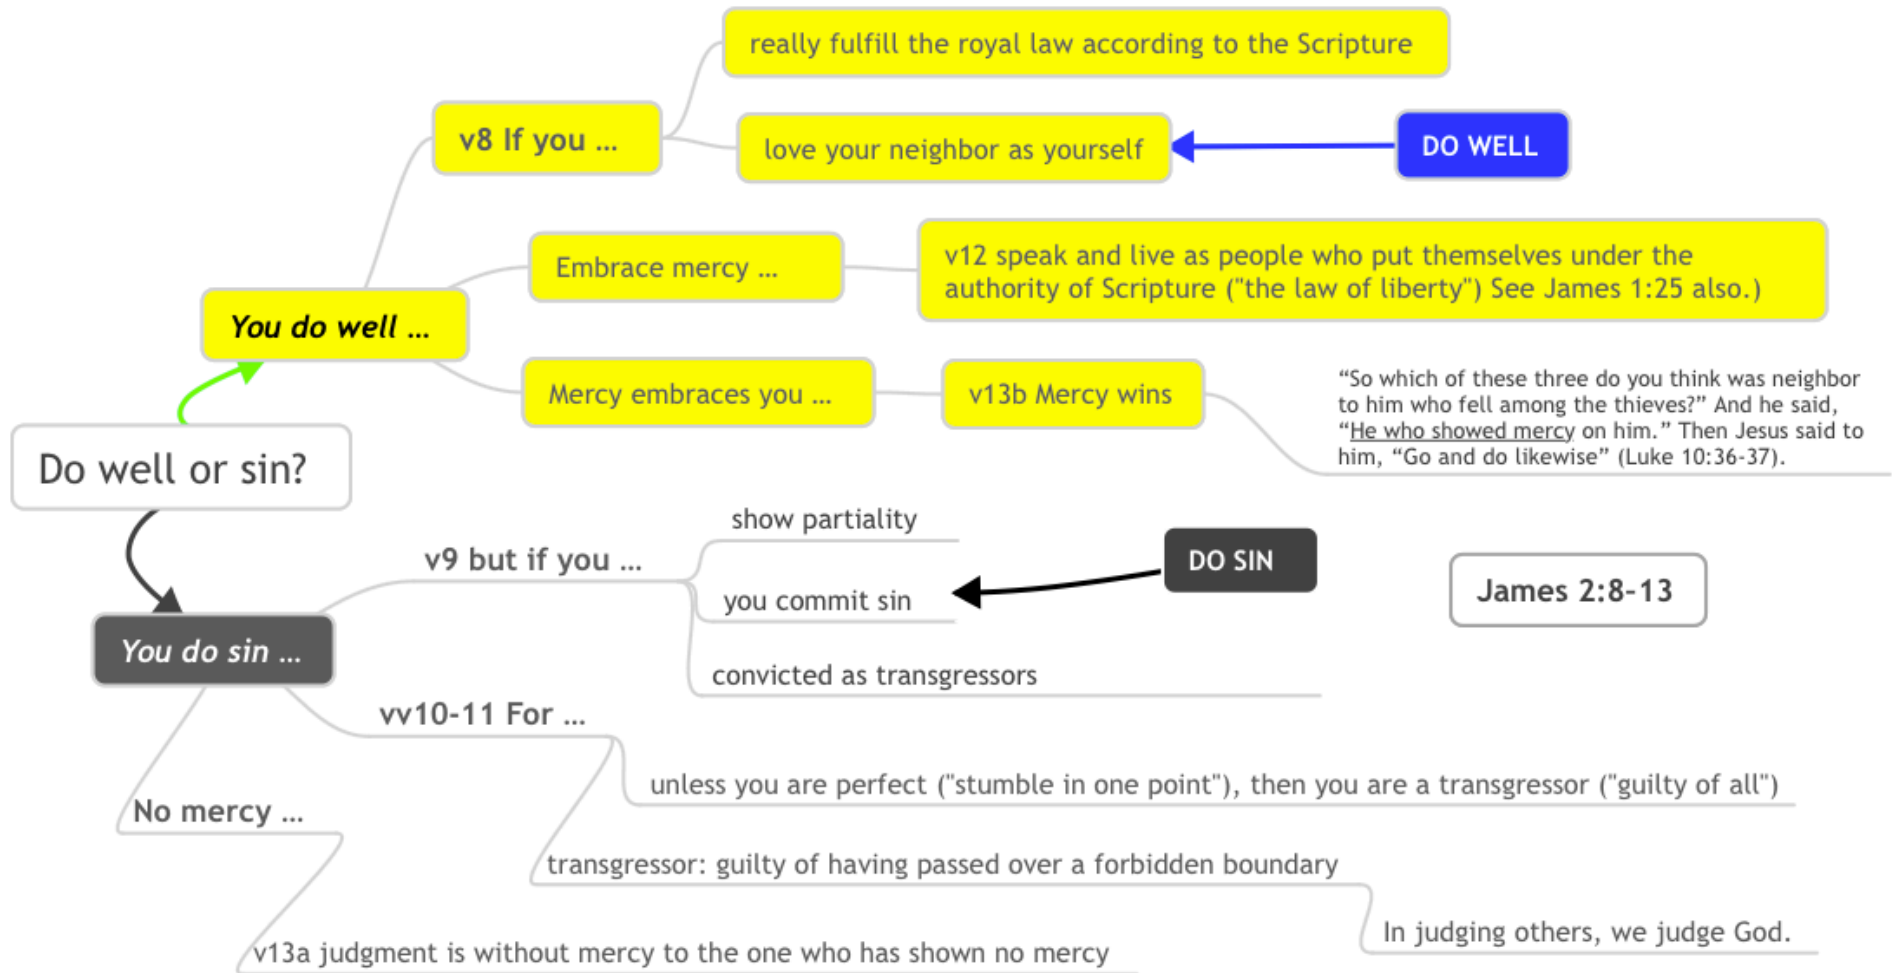 really fulfill the royal law according to the Scripture
v8 If you ...
love your neighbor as yourself
DO WELL
Embrace mercy ...
v12 speak and live as people who put themselves under the
authority of Scripture ("the law of liberty") See James 1:25 also.)
You do well ...
Mercy embraces you ...
v13b Mercy wins
“So which of these three do you think was neighbor
to him who fell among the thieves?” And he said,
“He who showed mercy on him.” Then Jesus said to
him, “Go and do likewise” (Luke 10:36-37).
Do well or sin?
show partiality
v9 but if you ...
DO SIN
you commit sin
James 2:8-13
You do sin ...
convicted as transgressors
vv10-11 For ...
unless you are perfect ("stumble in one point"), then you are a transgressor ("guilty of all")
No mercy ...
transgressor: guilty of having passed over a forbidden boundary
In judging others, we judge God.
v13a judgment is without mercy to the one who has shown no mercy